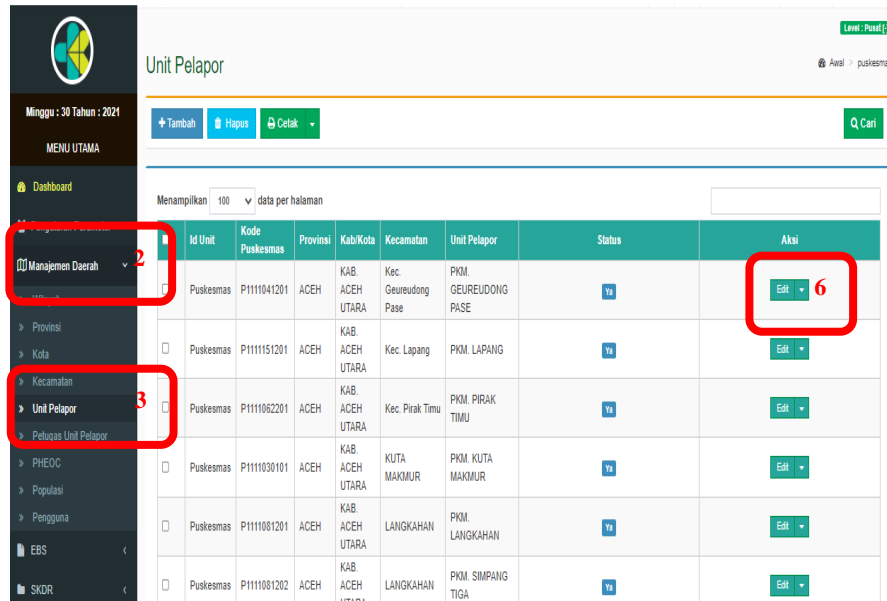 Level : Pusat [-
Unit Pelapor
Awal > puskesma
Minggu : 30 Tahun : 2021
MENU UTAMA
Tambah Hapus Cetak Cari
Dashboard
Menampilkan 100 data per halaman
Manajemen Daerah 2
Provinsi
Kota
Kecamatan
Unit Pelapor 3
Petugas Unit Pelapor
PHEOC
Populasi
Pengguna
EBS
SKDR
Id Unit Kode Puskesmas Provinsi Kab/Kota Kecamatan Unit Pelapor Status Aksi
Puskesmas P1111041201 ACEH KAB. ACEH UTARA Kec. Geureudong Pase PKM. GEUREUDONG PASE Ya Edit 6
Puskesmas P1111151201 ACEH KAB. ACEH UTARA Kec. Lapang PKM. LAPANG Ya Edit
Puskesmas P1111062201 ACEH KAB. ACEH UTARA Kec. Pirak Timu PKM. PIRAK TIMU Ya Edit
Puskesmas P1111030101 ACEH KAB. ACEH UTARA KUTA MAKMUR PKM. KUTA MAKMUR Ya Edit
Puskesmas P1111081201 ACEH KAB. ACEH UTARA LANGKAHAN PKM. LANGKAHAN Ya Edit
Puskesmas P1111081202 ACEH KAB. ACEH UTARA LANGKAHAN PKM. SIMPANG TIGA Ya Edit